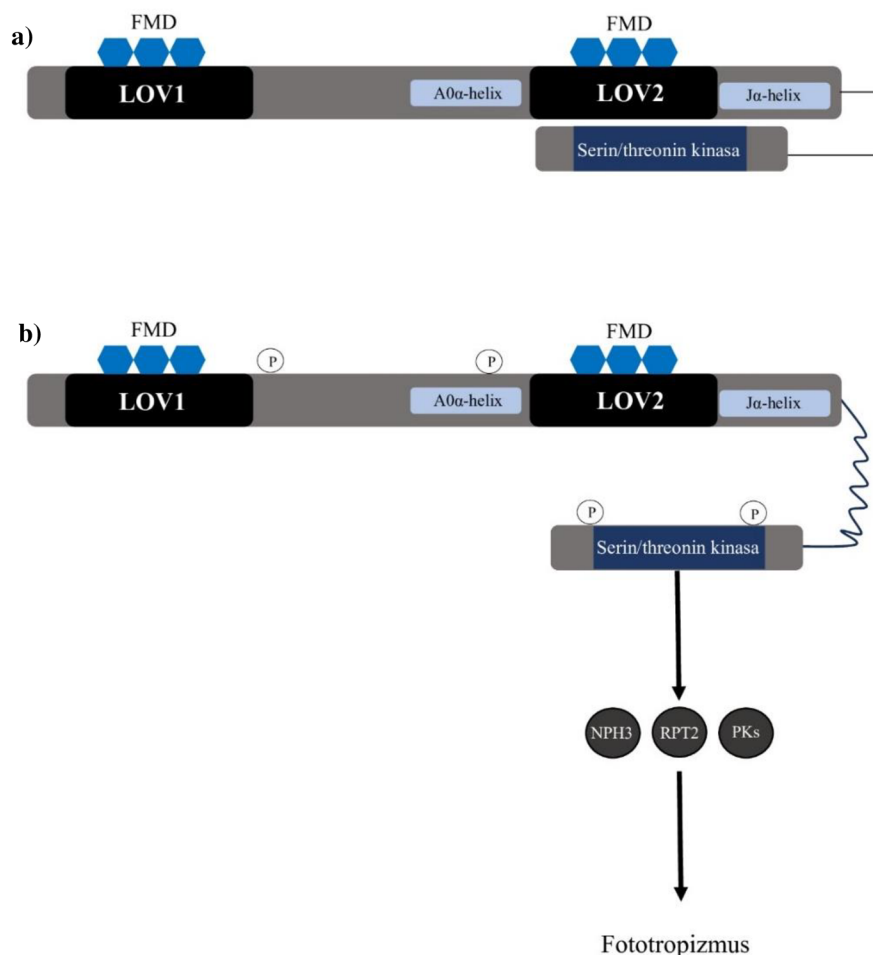 a)
FMD FMD
LOV1 A0α-helix LOV2 Jα-helix
Serin/threonin kinasa
b)
FMD FMD
P P
LOV1 A0α-helix LOV2 Jα-helix
P P
Serin/threonin kinasa
NPH3 RPT2 PKs
Fototropizmus